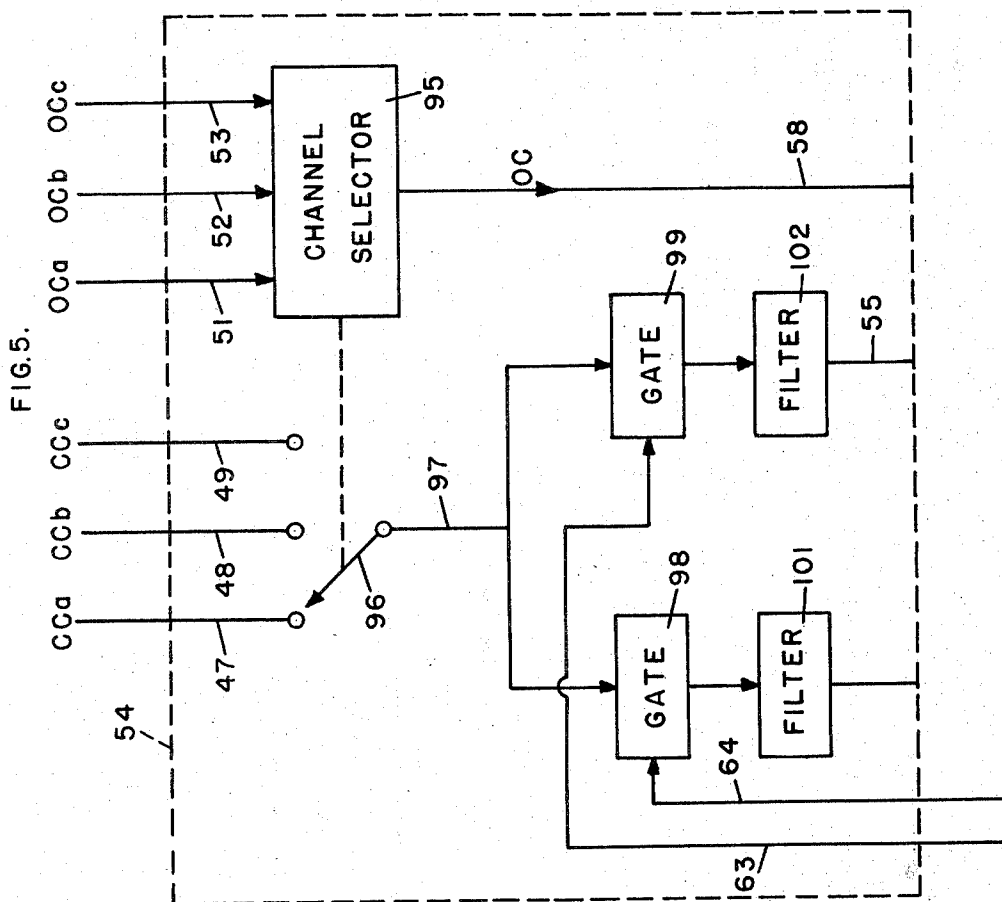 FIG.5.
CCa
CCb
CCc
OCa
OCb
OCc
54
47
48
49
51
52
53
96
97
CHANNEL
SELECTOR
95
OC
58
GATE
98
GATE
99
FILTER
101
FILTER
102
55
64
63